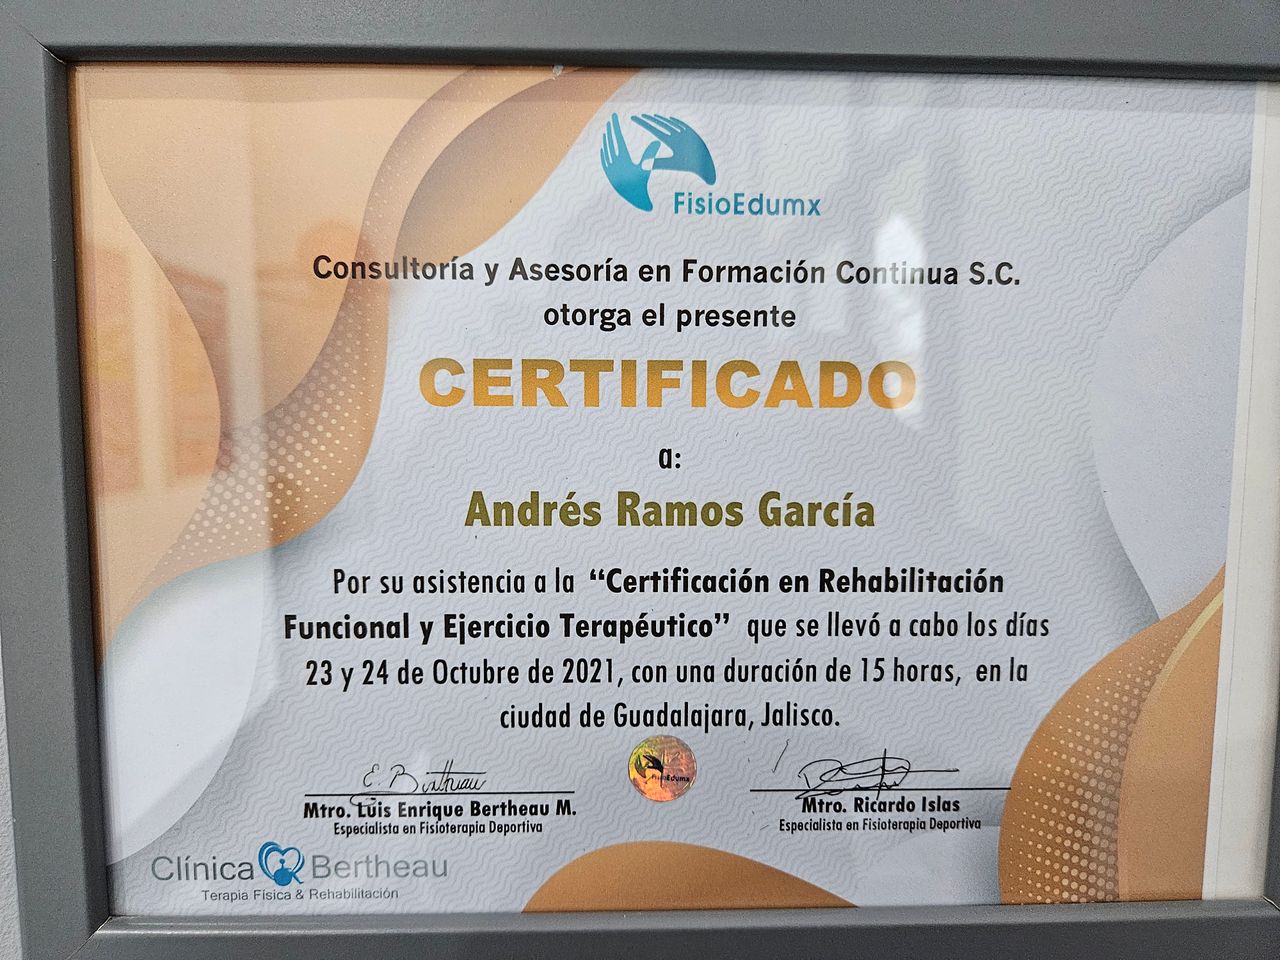 FisioEdumx
Consultoría y Asesoría en Formación Continua S.C.
otorga el presente
CERTIFICADO
a:
Andrés Ramos García
Por su asistencia a la “Certificación en Rehabilitación
Funcional y Ejercicio Terapéutico” que se llevó a cabo los días
23 y 24 de Octubre de 2021, con una duración de 15 horas, en la
ciudad de Guadalajara, Jalisco.
FisioEdumx
E. Bertheau
Mtro. Luis Enrique Bertheau M.
Especialista en Fisioterapia Deportiva
Mtro. Ricardo Islas
Especialista en Fisioterapia Deportiva
Clínica Bertheau
Terapia Física & Rehabilitación